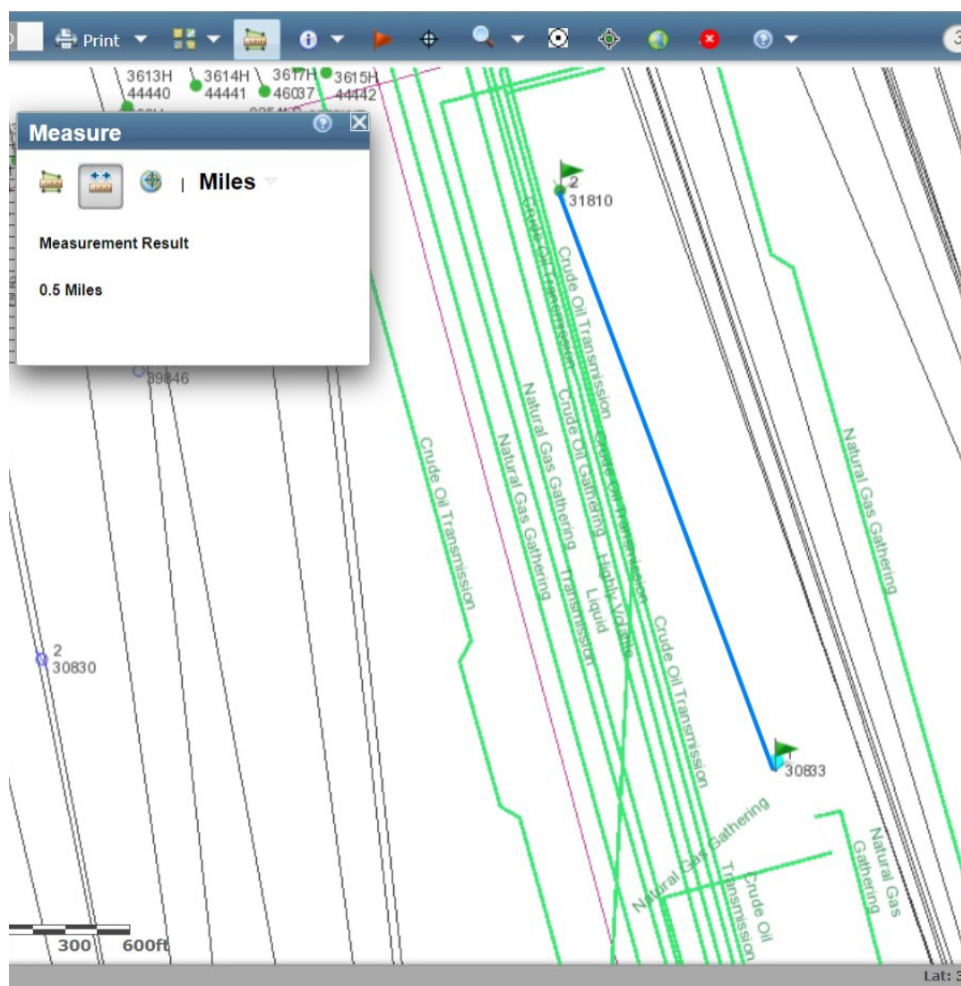 Print
3613H
44440
3614H
44441
3617H
46037
3615H
44442
Measure
Miles
Measurement Result
0.5 Miles
39846
2
31810
Crude Oil Transmission
Crude Oil Transmission
Crude Oil Transmission
Natural Gas Gathering
Natural Gas Gathering
Crude Oil Gathering
Crude Oil Transmission
Natural Gas Gathering
Transmission
Highly Volatile
Liquid
Crude Oil Transmission
2
30830
30833
Natural Gas Gathering
Natural Gas
Gathering
Crude Oil
Transmission
300
600ft
Lat: 3